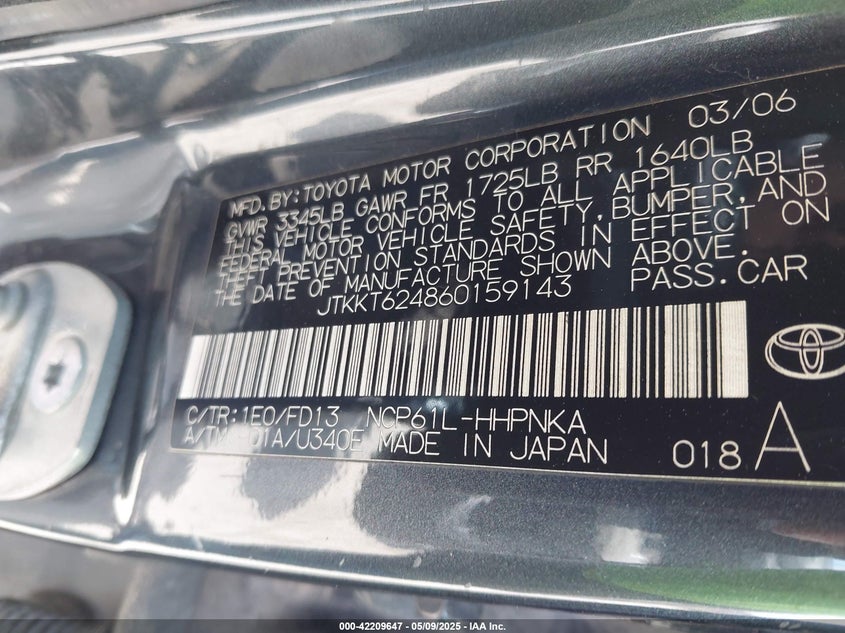 MFD.BY:TOYOTA MOTOR CORPORATION 03/06
GVWR 3345LB GAWR FR 1725LB RR 1640LB
THIS VEHICLE CONFORMS TO ALL APPLICABLE
FEDERAL MOTOR VEHICLE SAFETY,BUMPER,AND
THEFT PREVENTION STANDARDS IN EFFECT ON
THE DATE OF MANUFACTURE SHOWN ABOVE.
JTKKT624860159143 PASS.CAR
C/TR:1E0/FD13 NCP61L-HHPNKA
A/TM: 01A/U340E MADE IN JAPAN 018 A
000-42209647 - 05/09/2025 - IAA Inc.